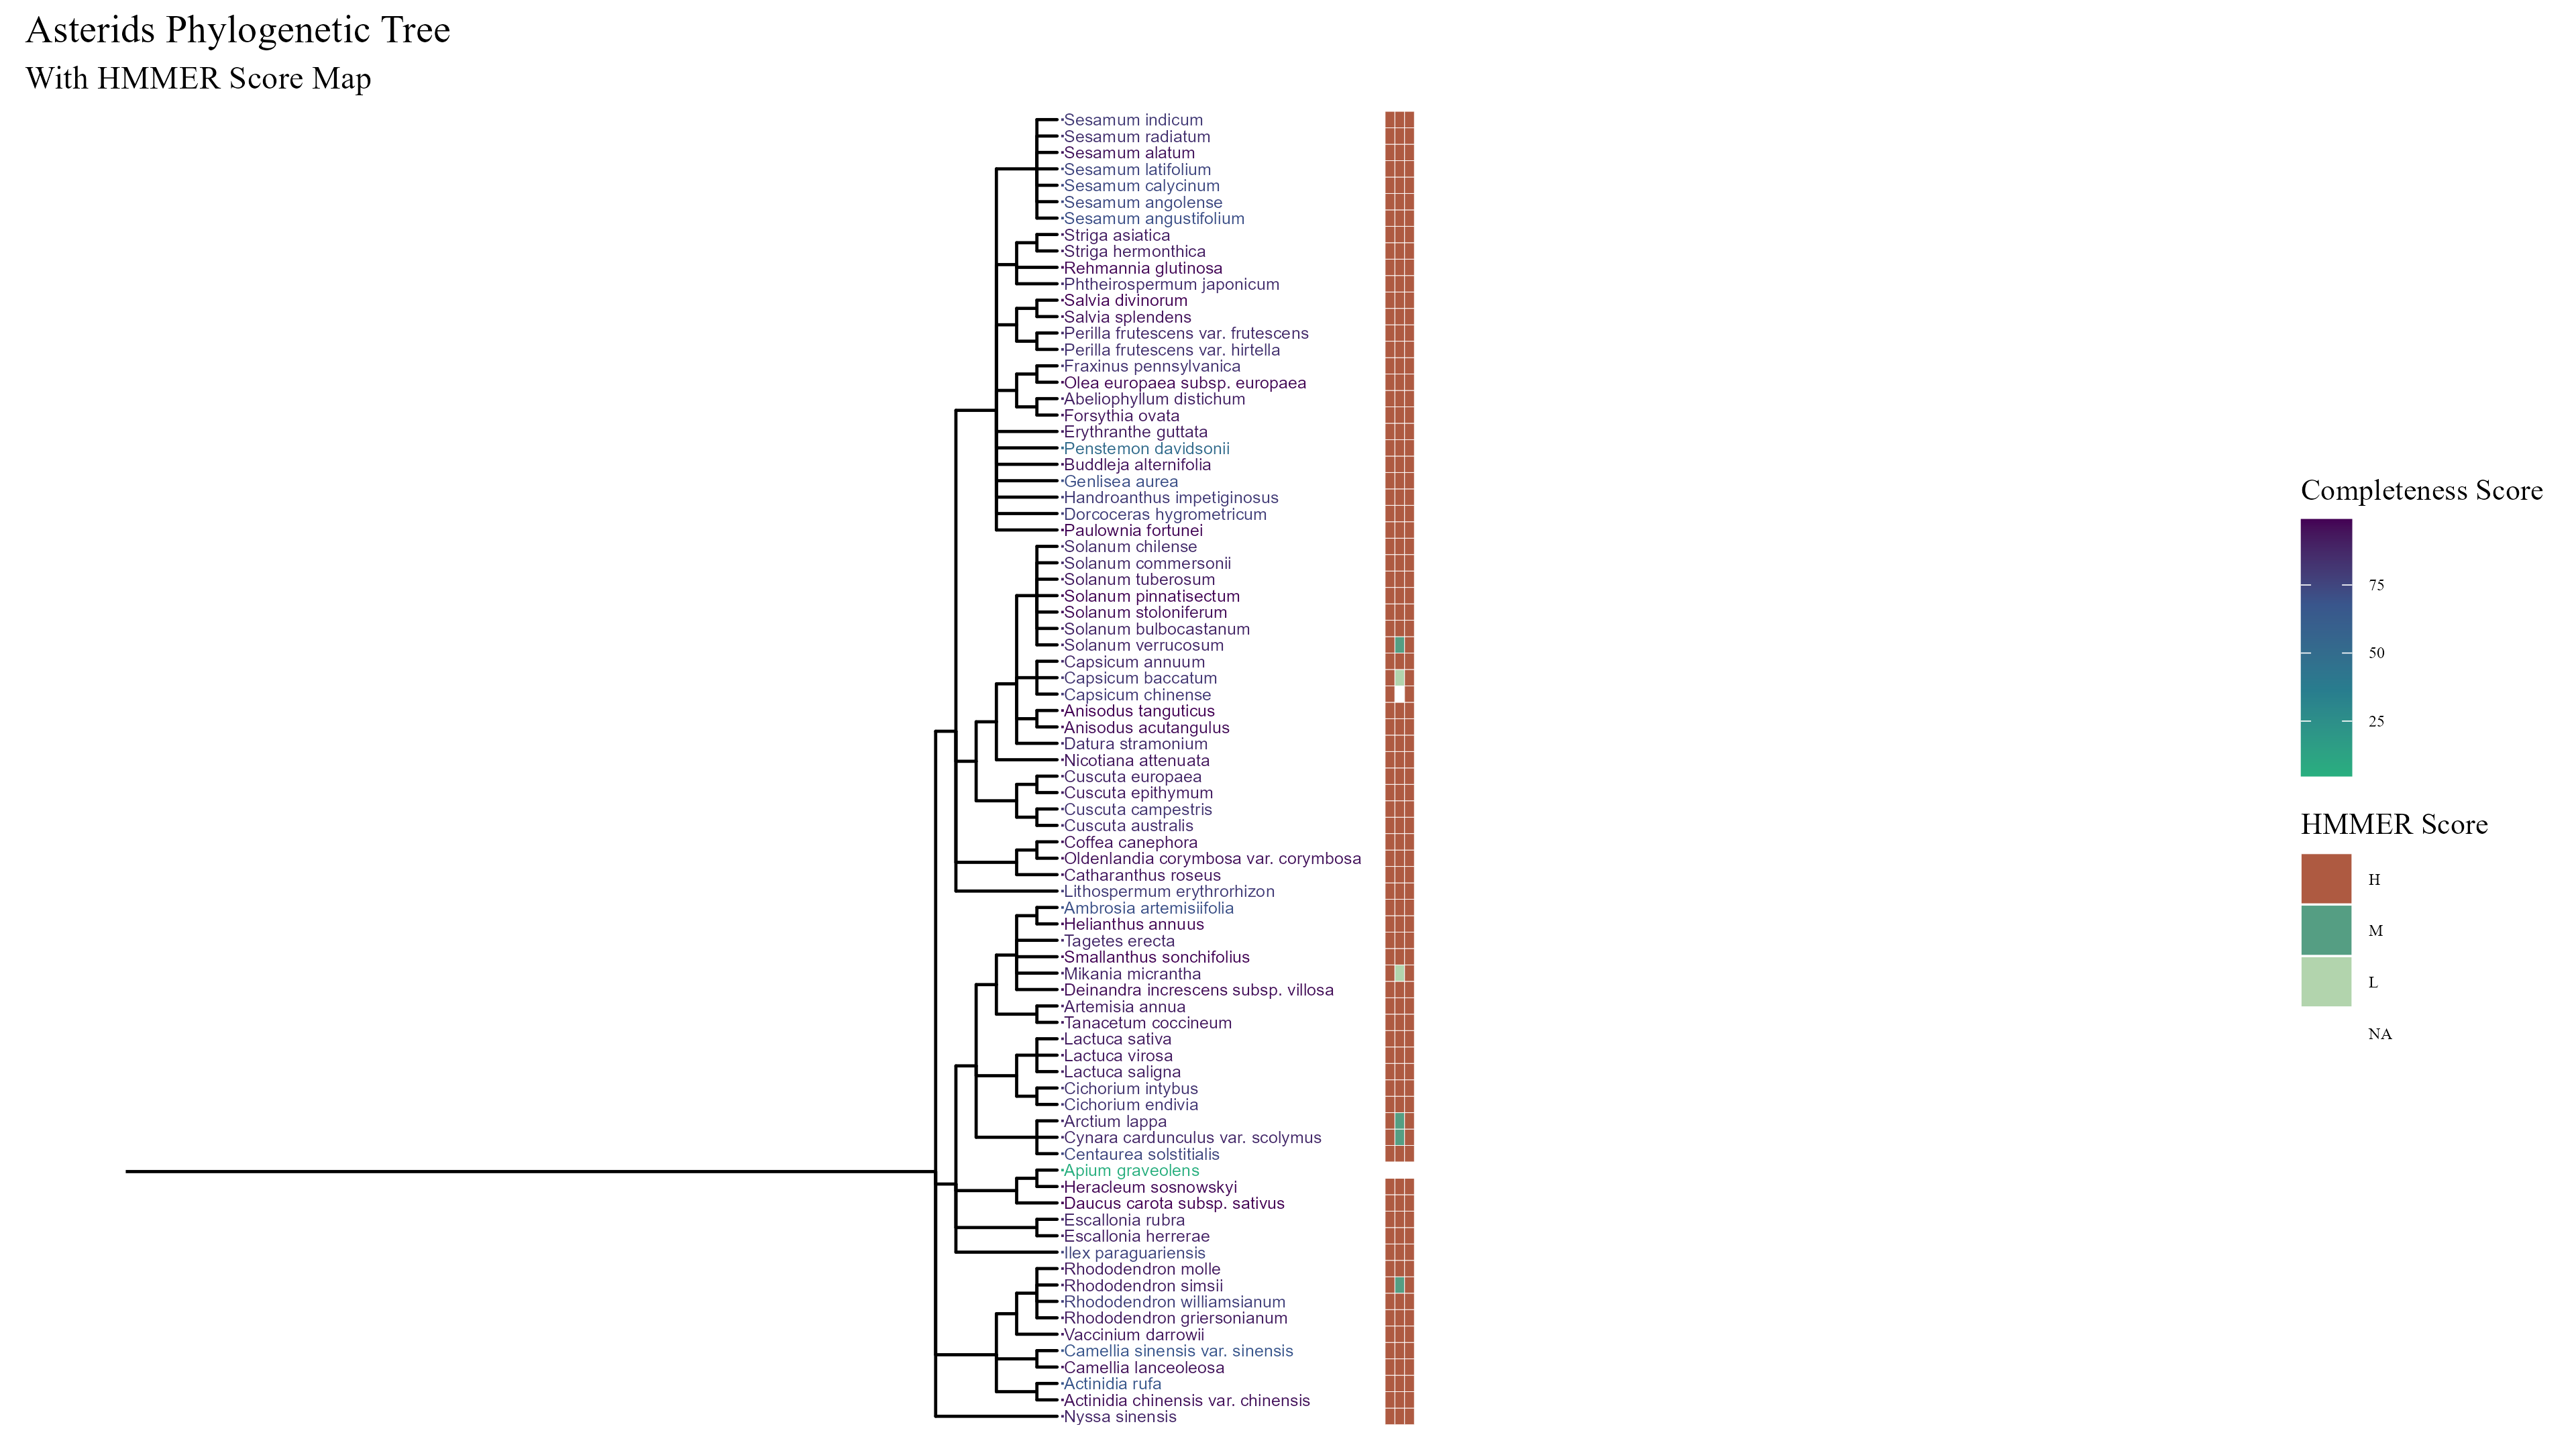 Asterids Phylogenetic Tree
With HMMER Score Map
Sesamum indicum
Sesamum radiatum
Sesamum alatum
Sesamum latifolium
Sesamum calycinum
Sesamum angolense
Sesamum angustifolium
Striga asiatica
Striga hermonthica
Rehmannia glutinosa
Phtheirospermum japonicum
Salvia divinorum
Salvia splendens
Perilla frutescens var. frutescens
Perilla frutescens var. hirtella
Fraxinus pennsylvanica
Olea europaea subsp. europaea
Abeliophyllum distichum
Forsythia ovata
Erythranthe guttata
Penstemon davidsonii
Buddleja alternifolia
Genlisea aurea
Handroanthus impetiginosus
Dorcoceras hygrometricum
Paulownia fortunei
Solanum chilense
Solanum commersonii
Solanum tuberosum
Solanum pinnatisectum
Solanum stoloniferum
Solanum bulbocastanum
Solanum verrucosum
Capsicum annuum
Capsicum baccatum
Capsicum chinense
Anisodus tanguticus
Anisodus acutangulus
Datura stramonium
Nicotiana attenuata
Cuscuta europaea
Cuscuta epithymum
Cuscuta campestris
Cuscuta australis
Coffea canephora
Oldenlandia corymbosa var. corymbosa
Catharanthus roseus
Lithospermum erythrorhizon
Ambrosia artemisiifolia
Helianthus annuus
Tagetes erecta
Smallanthus sonchifolius
Mikania micrantha
Deinandra increscens subsp. villosa
Artemisia annua
Tanacetum coccineum
Lactuca sativa
Lactuca virosa
Lactuca saligna
Cichorium intybus
Cichorium endivia
Arctium lappa
Cynara cardunculus var. scolymus
Centaurea solstitialis
Apium graveolens
Heracleum sosnowskyi
Daucus carota subsp. sativus
Escallonia rubra
Escallonia herrerae
Ilex paraguariensis
Rhododendron molle
Rhododendron simsii
Rhododendron williamsianum
Rhododendron griersonianum
Vaccinium darrowii
Camellia sinensis var. sinensis
Camellia lanceoleosa
Actinidia rufa
Actinidia chinensis var. chinensis
Nyssa sinensis
Completeness Score
75
50
25
HMMER Score
H
M
L
NA